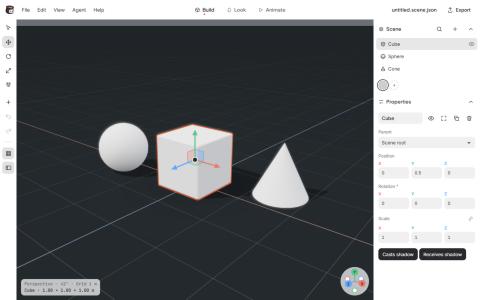 File Edit View Agent Help
Build Look Animate
untitled.scene.json Export
Scene
Cube
Sphere
Cone
Properties
Cube
Parent
Scene root
Position
X Y Z
0 0.5 0
Rotation °
X Y Z
0 0 0
Scale
X Y Z
1 1 1
Casts shadow Receives shadow
Perspective · 42° · Grid 1 m
Cube · 1.00 × 1.00 × 1.00 m